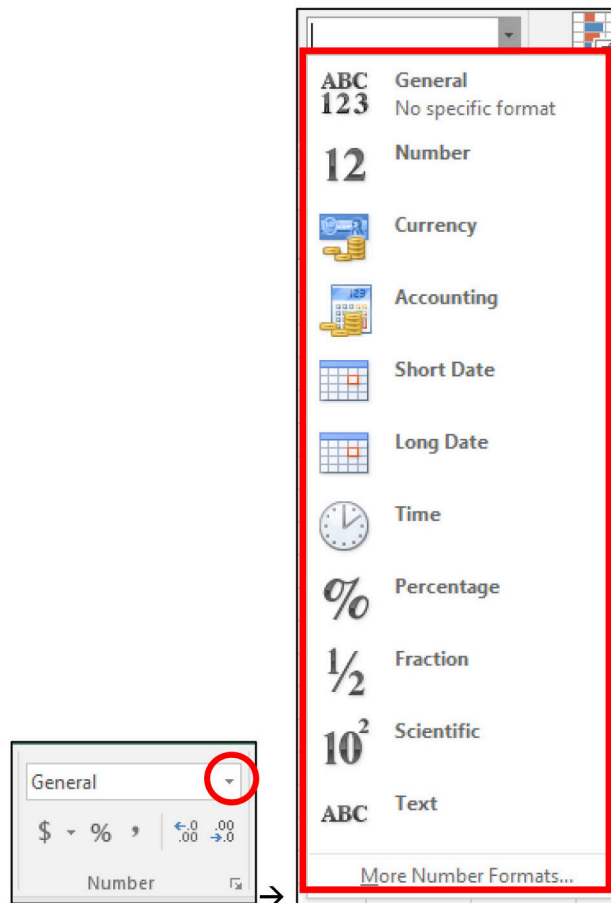 General
$ % ,
←.0 .00
.00 →.0
Number
→
ABC
123
General
No specific format
12
Number
Currency
123
Accounting
Short Date
Long Date
Time
%
Percentage
1/2
Fraction
10²
Scientific
ABC
Text
More Number Formats...